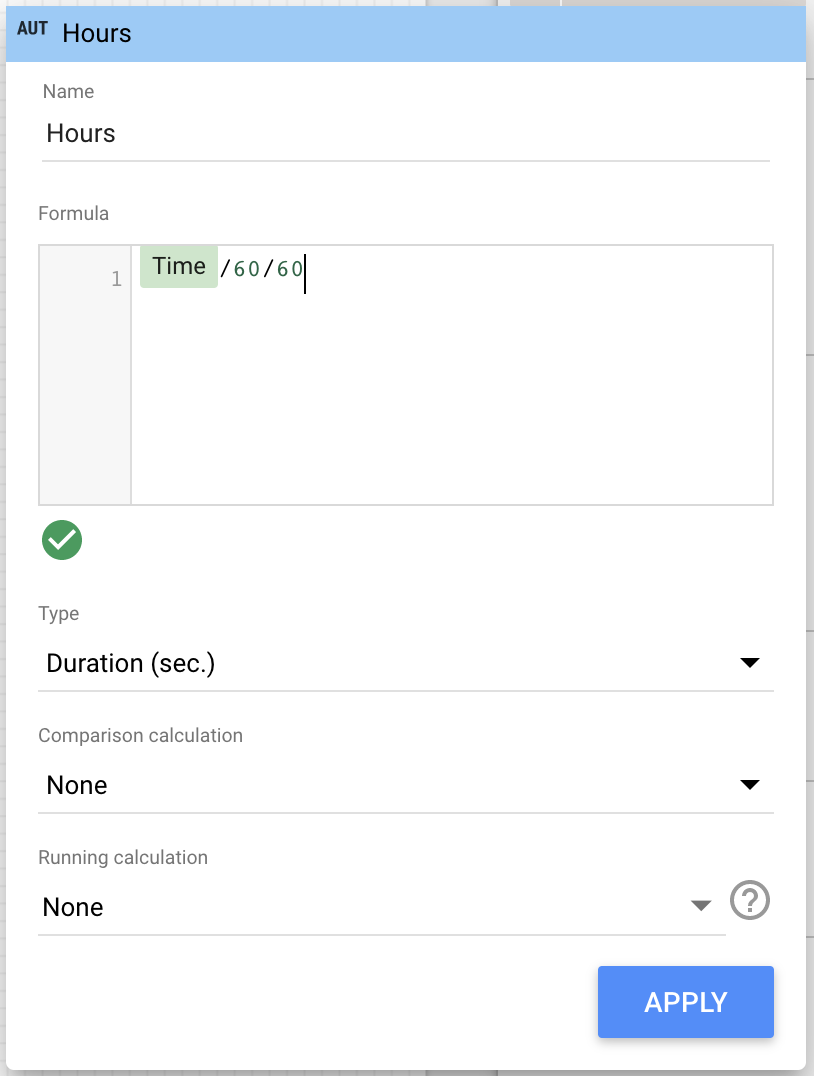 AUT Hours
Name
Hours
Formula
1 Time /60/60
Type
Duration (sec.)
Comparison calculation
None
Running calculation
None
?
APPLY